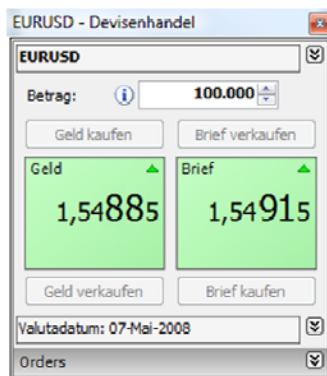 EURUSD - Devisenhandel
EURUSD
Betrag: 100.000
Geld kaufen Brief verkaufen
Geld Brief
1,54885 1,54915
Geld verkaufen Brief kaufen
Valutadatum: 07-Mai-2008
Orders